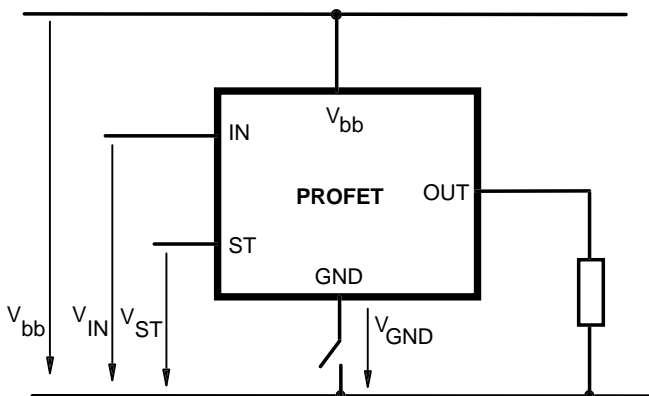 V_bb
IN
PROFET
OUT
ST
GND
V_bb
V_IN
V_ST
V_GND